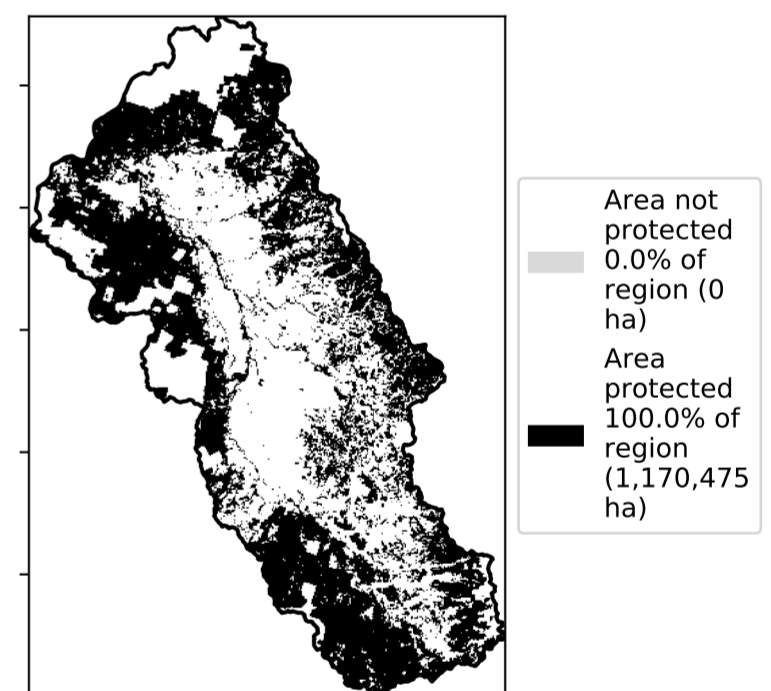 Area not
protected
0.0% of
region (0
ha)
Area
protected
100.0% of
region
(1,170,475
ha)